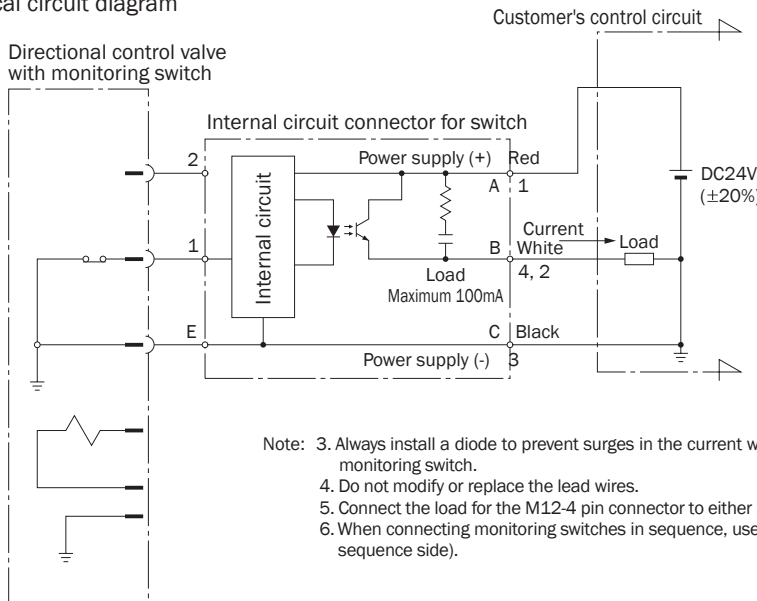 circuit diagram
Customer's control circuit
Directional control valve
with monitoring switch
Internal circuit connector for switch
2
Power supply (+)
Red
A
1
DC24V
(±20%)
Internal circuit
1
Current
B
White
Load
4, 2
Load
Maximum 100mA
E
C
Black
Power supply (-)
3
Note: 3. Always install a diode to prevent surges in the current
monitoring switch.
4. Do not modify or replace the lead wires.
5. Connect the load for the M12-4 pin connector to either
6. When connecting monitoring switches in sequence, use
sequence side).